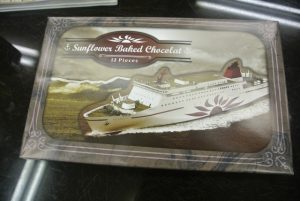 Sunflower Baked Chocolat
12 Pieces